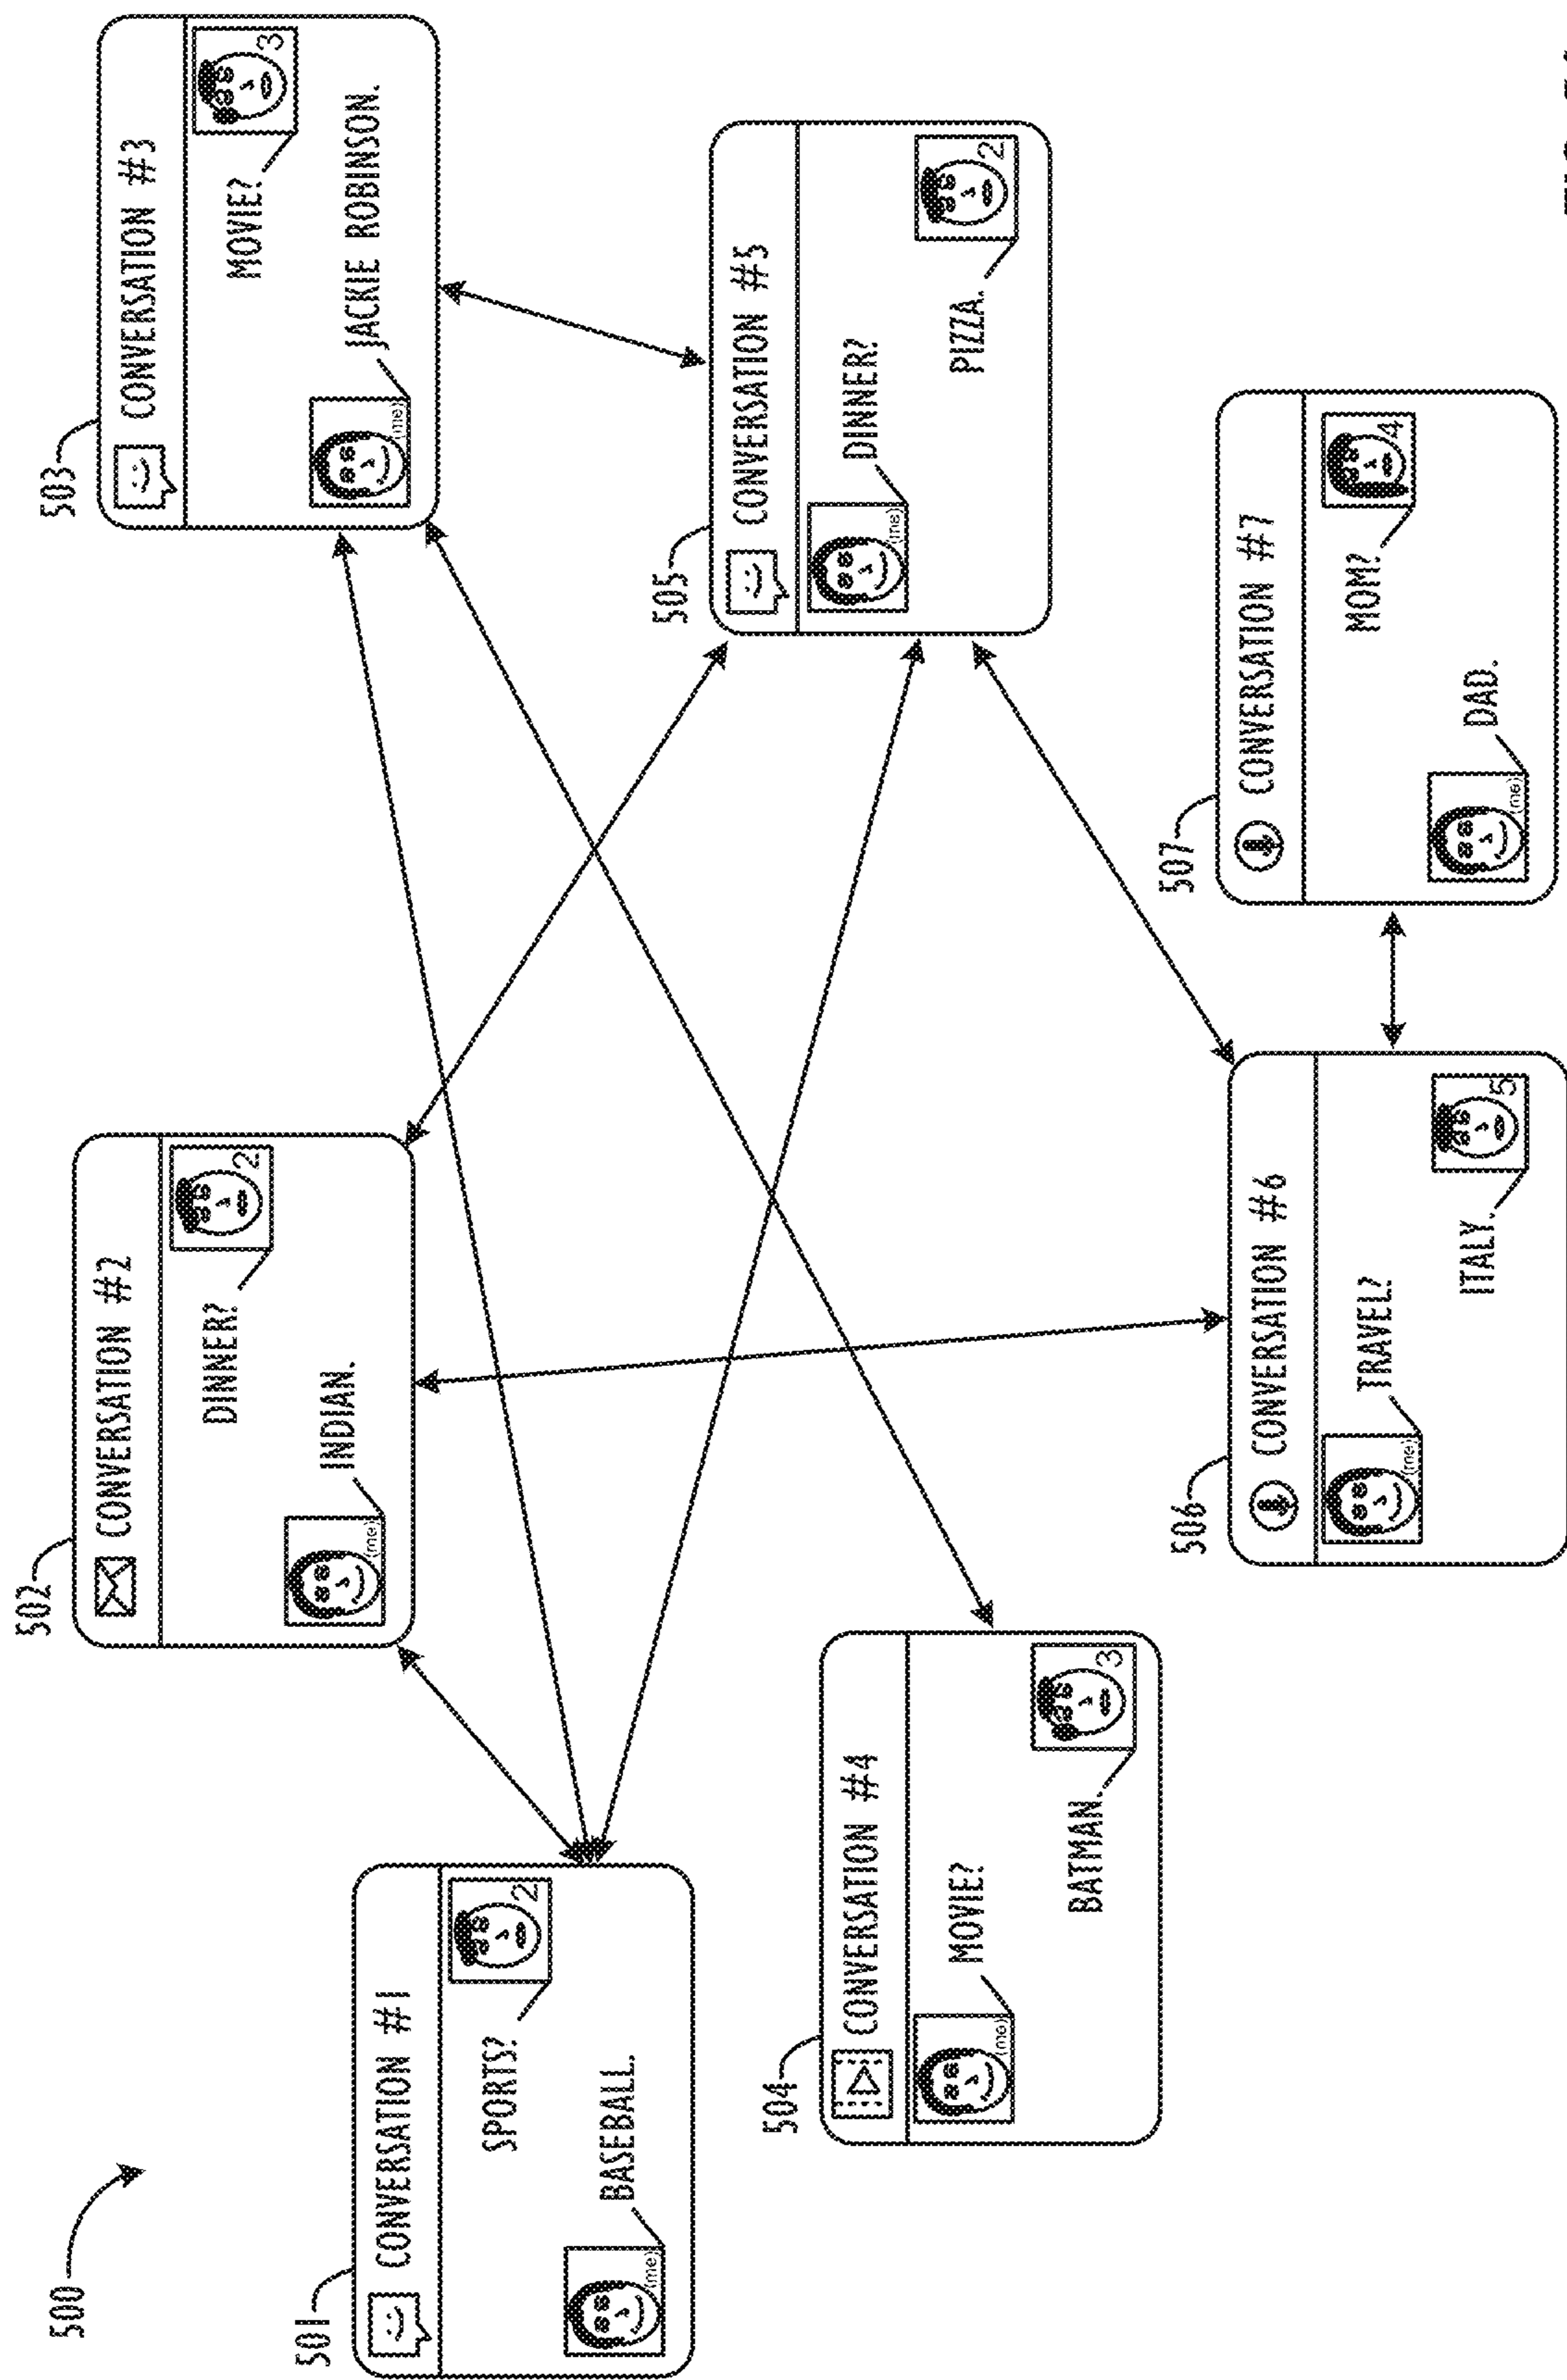 500
501
CONVERSATION #1
SPORTS?
2
BASEBALL.
(me)
502
CONVERSATION #2
DINNER?
2
INDIAN.
(me)
503
CONVERSATION #3
MOVIE?
3
JACKIE ROBINSON.
(me)
504
CONVERSATION #4
MOVIE?
(me)
BATMAN.
3
505
CONVERSATION #5
DINNER?
(me)
PIZZA.
2
506
CONVERSATION #6
TRAVEL?
(me)
ITALY.
5
507
CONVERSATION #7
MOM?
4
DAD.
(me)